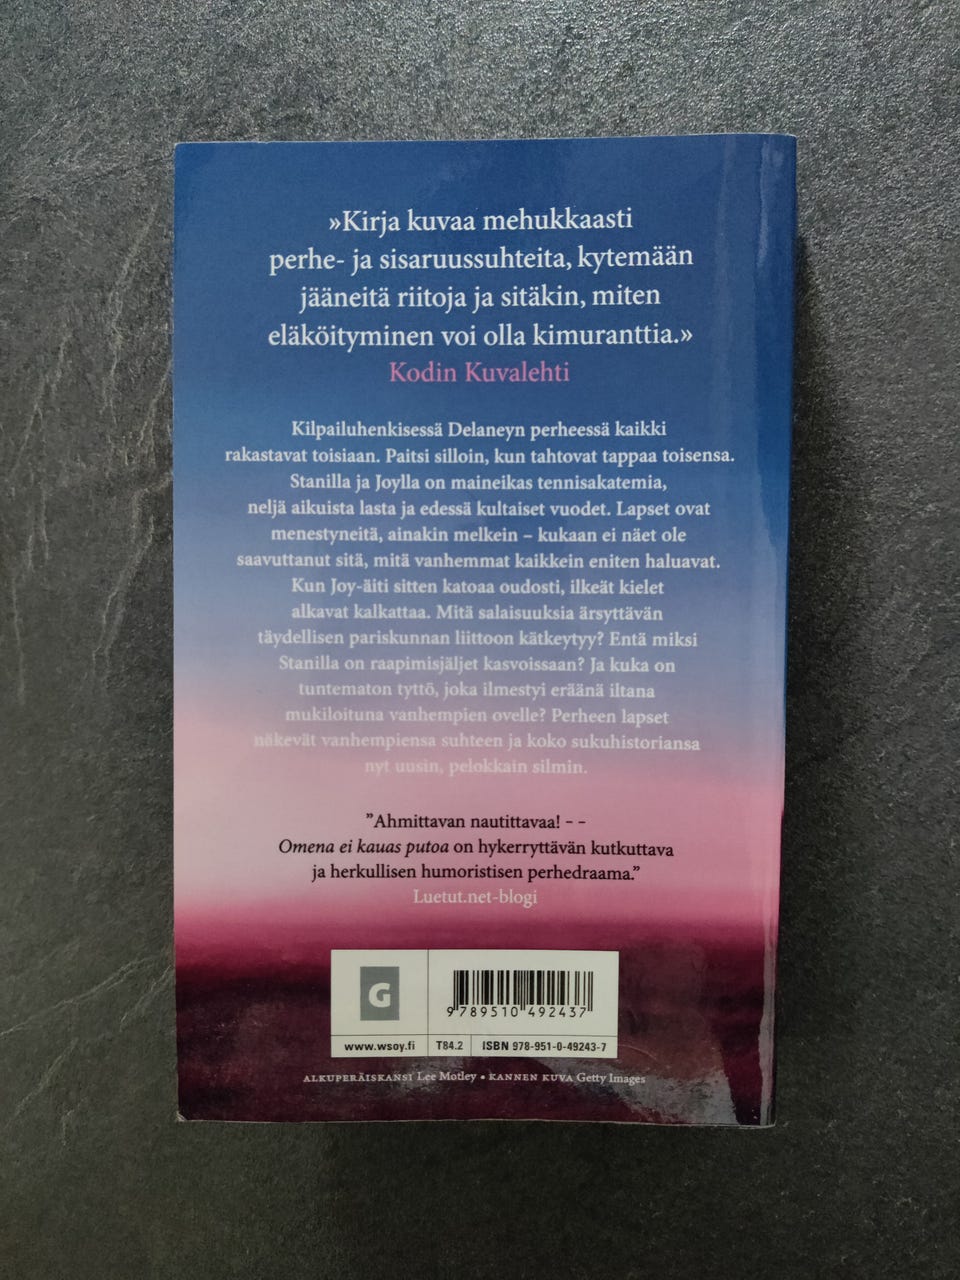 »Kirja kuvaa mehukkaasti
perhe- ja sisaruussuhteita, kytemään
jääneitä riitoja ja sitäkin, miten
eläköityminen voi olla kimuranttia.»
Kodin Kuvalehti
Kilpailuhenkisessä Delaneyn perheessä kaikki
rakastavat toisiaan. Paitsi silloin, kun tahtovat tappaa toisensa.
Stanilla ja Joylla on maineikas tennisakatemia,
neljä aikuista lasta ja edessä kultaiset vuodet. Lapset ovat
menestyneitä, ainakin melkein – kukaan ei näet ole
saavuttanut sitä, mitä vanhemmat kaikkein eniten haluavat.
Kun Joy-äiti sitten katoaa oudosti, ilkeät kielet
alkavat kalkattaa. Mitä salaisuuksia ärsyttävän
täydellisen pariskunnan liittoon kätkeytyy? Entä miksi
Stanilla on raapimisjäljet kasvoissaan? Ja kuka on
tuntematon tyttö, joka ilmestyi eräänä iltana
mukiloituna vanhempien ovelle? Perheen lapset
näkevät vanhempiensa suhteen ja koko sukuhistoriansa
nyt uusin, pelokkain silmin.
”Ahmittavan nautittavaa! – –
Omena ei kauas putoa on hykerryttävän kutkuttava
ja herkullisen humoristisen perhedraama.”
Luetut.net-blogi
G
9 789510 492437
www.wsoy.fi T84.2 ISBN 978-951-0-49243-7
ALKUPERÄISKANSI Lee Motley • KANNEN KUVA Getty Images